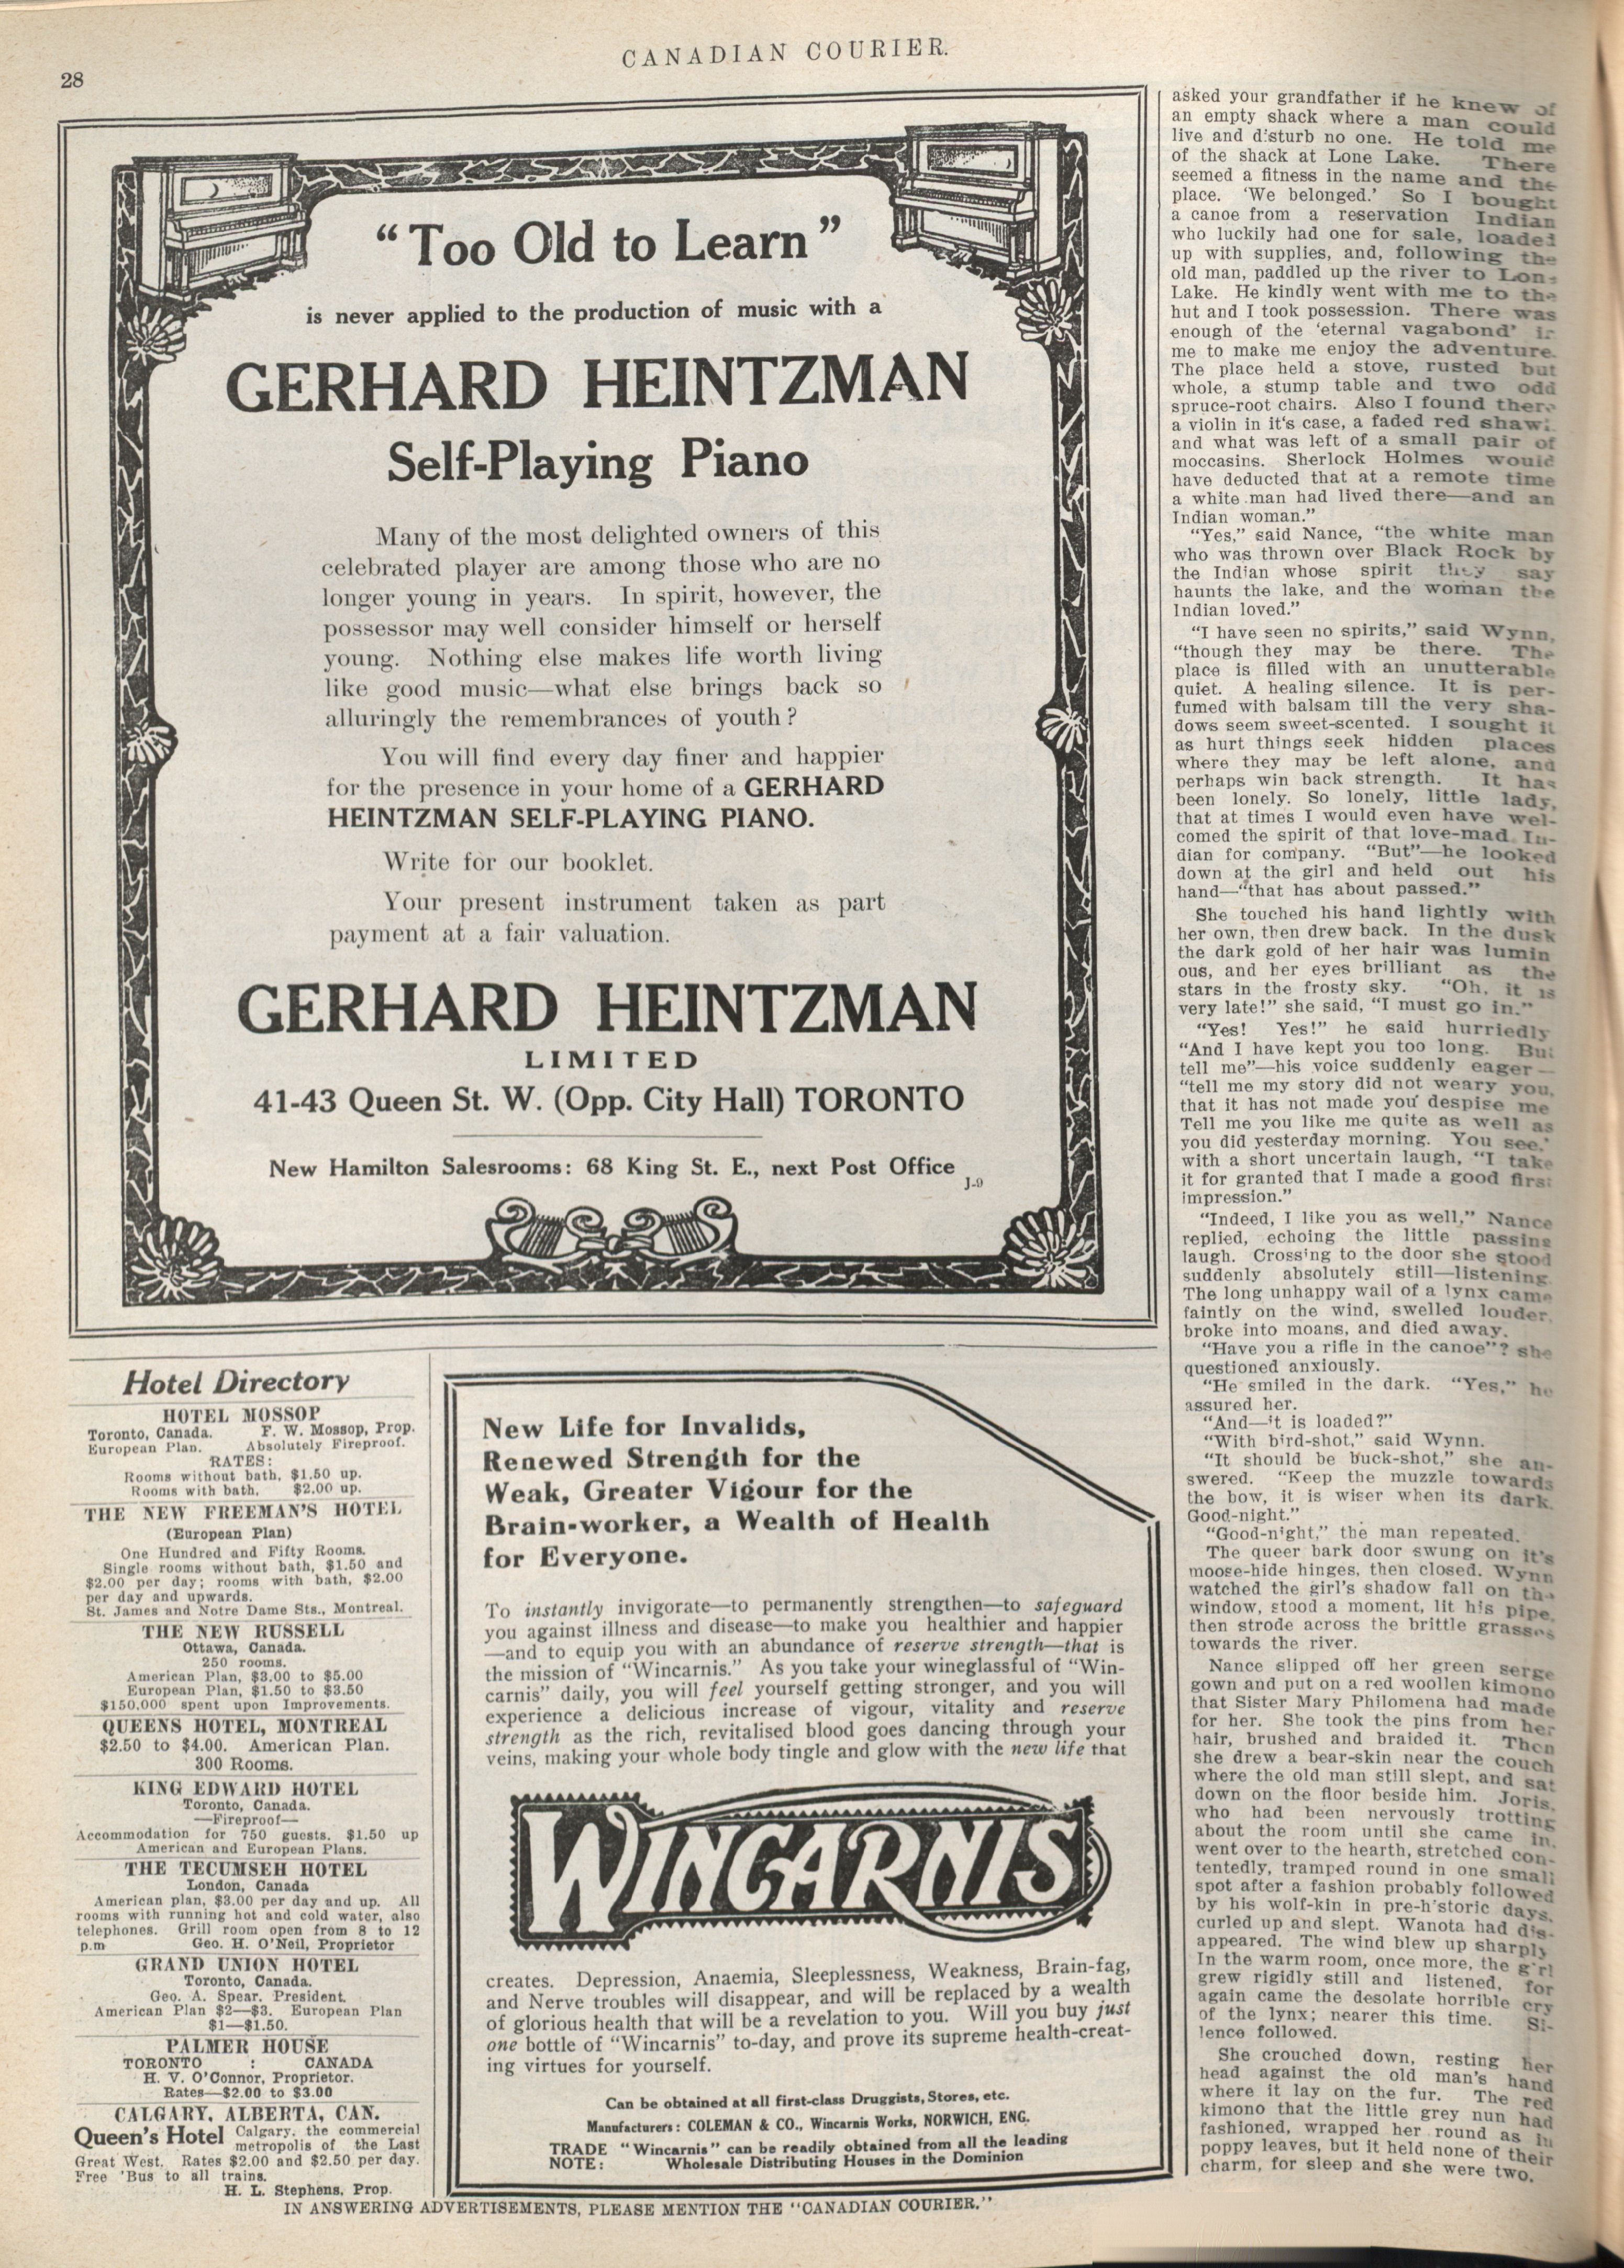 CANADIAN COURIER.
28
"Too Old to Learn"
is never applied to the production of music with a
GERHARD HEINTZMAN
Self-Playing Piano
Many of the most delighted owners of this
celebrated player are among those who are no
longer young in years. In spirit, however, the
possessor may well consider himself or herself
young. Nothing else makes life worth living
like good music—what else brings back so
alluringly the remembrances of youth?
You will find every day finer and happier
for the presence in your home of a GERHARD
HEINTZMAN SELF-PLAYING PIANO.
Write for our booklet.
Your present instrument taken as part
payment at a fair valuation.
GERHARD HEINTZMAN
LIMITED
41-43 Queen St. W. (Opp. City Hall) TORONTO
New Hamilton Salesrooms: 68 King St. E., next Post Office
J-9
Hotel Directory
HOTEL MOSSOP
Toronto, Canada. F. W. Mossop, Prop.
European Plan. Absolutely Fireproof.
RATES:
Rooms without bath, $1.50 up.
Rooms with bath, $2.00 up.
THE NEW FREEMAN'S HOTEL
(European Plan)
One Hundred and Fifty Rooms.
Single rooms without bath, $1.50 and
$2.00 per day; rooms with bath, $2.00
per day and upwards.
St. James and Notre Dame Sts., Montreal.
THE NEW RUSSELL
Ottawa, Canada.
250 rooms.
American Plan, $3.00 to $5.00
European Plan, $1.50 to $3.50
$150,000 spent upon Improvements.
QUEENS HOTEL, MONTREAL
$2.50 to $4.00. American Plan.
300 Rooms.
KING EDWARD HOTEL
Toronto, Canada.
—Fireproof—
Accommodation for 750 guests. $1.50 up
American and European Plans.
THE TECUMSEH HOTEL
London, Canada
American plan, $3.00 per day and up. All
rooms with running hot and cold water, also
telephones. Grill room open from 8 to 12
p.m Geo. H. O'Neil, Proprietor
GRAND UNION HOTEL
Toronto, Canada.
Geo. A. Spear, President.
American Plan $2—$3. European Plan
$1—$1.50.
PALMER HOUSE
TORONTO : CANADA
H. V. O'Connor, Proprietor.
Rates—$2.00 to $3.00
CALGARY, ALBERTA, CAN.
Queen's Hotel Calgary, the commercial
metropolis of the Last
Great West. Rates $2.00 and $2.50 per day.
Free 'Bus to all trains.
H. L. Stephens, Prop.
New Life for Invalids,
Renewed Strength for the
Weak, Greater Vigour for the
Brain-worker, a Wealth of Health
for Everyone.
To instantly invigorate—to permanently strengthen—to safeguard
you against illness and disease—to make you healthier and happier
—and to equip you with an abundance of reserve strength—that is
the mission of "Wincarnis." As you take your wineglassful of "Win-
carnis" daily, you will feel yourself getting stronger, and you will
experience a delicious increase of vigour, vitality and reserve
strength as the rich, revitalised blood goes dancing through your
veins, making your whole body tingle and glow with the new life that
WINCARNIS
creates. Depression, Anaemia, Sleeplessness, Weakness, Brain-fag,
and Nerve troubles will disappear, and will be replaced by a wealth
of glorious health that will be a revelation to you. Will you buy just
one bottle of "Wincarnis" to-day, and prove its supreme health-creat-
ing virtues for yourself.
Can be obtained at all first-class Druggists, Stores, etc.
Manufacturers: COLEMAN & CO., Wincarnis Works, NORWICH, ENG.
TRADE "Wincarnis" can be readily obtained from all the leading
NOTE: Wholesale Distributing Houses in the Dominion
asked your grandfather if he knew of
an empty shack where a man could
live and disturb no one. He told me
of the shack at Lone Lake. There
seemed a fitness in the name and the
place. 'We belonged.' So I bought
a canoe from a reservation Indian
who luckily had one for sale, loaded
up with supplies, and, following the
old man, paddled up the river to Lone
Lake. He kindly went with me to the
hut and I took possession. There was
enough of the 'eternal vagabond' in
me to make me enjoy the adventure.
The place held a stove, rusted but
whole, a stump table and two odd
spruce-root chairs. Also I found there
a violin in it's case, a faded red shawl
and what was left of a small pair of
moccasins. Sherlock Holmes would
have deducted that at a remote time
a white man had lived there—and an
Indian woman."
"Yes," said Nance, "the white man
who was thrown over Black Rock by
the Indian whose spirit they say
haunts the lake, and the woman the
Indian loved."
"I have seen no spirits," said Wynn,
"though they may be there. The
place is filled with an unutterable
quiet. A healing silence. It is per-
fumed with balsam till the very sha-
dows seem sweet-scented. I sought it
as hurt things seek hidden places
where they may be left alone, and
perhaps win back strength. It has
been lonely. So lonely, little lady,
that at times I would even have wel-
comed the spirit of that love-mad In-
dian for company. "But"—he looked
down at the girl and held out his
hand—"that has about passed."
She touched his hand lightly with
her own, then drew back. In the dusk
the dark gold of her hair was lumin
ous, and her eyes brilliant as the
stars in the frosty sky. "Oh, it is
very late!" she said, "I must go in."
"Yes! Yes!" he said hurriedly
"And I have kept you too long. But
tell me"—his voice suddenly eager—
"tell me my story did not weary you,
that it has not made you despise me
Tell me you like me quite as well as
you did yesterday morning. You see,"
with a short uncertain laugh, "I take
it for granted that I made a good first
impression."
"Indeed, I like you as well," Nance
replied, echoing the little passing
laugh. Crossing to the door she stood
suddenly absolutely still—listening.
The long unhappy wail of a lynx came
faintly on the wind, swelled louder,
broke into moans, and died away.
"Have you a rifle in the canoe"? she
questioned anxiously.
"He smiled in the dark. "Yes," he
assured her.
"And—it is loaded?"
"With bird-shot," said Wynn.
"It should be buck-shot," she an-
swered. "Keep the muzzle towards
the bow, it is wiser when its dark.
Good-night."
"Good-night," the man repeated.
The queer bark door swung on it's
moose-hide hinges, then closed. Wynn
watched the girl's shadow fall on the
window, stood a moment, lit his pipe,
then strode across the brittle grasses
towards the river.
Nance slipped off her green serge
gown and put on a red woollen kimono
that Sister Mary Philomena had made
for her. She took the pins from her
hair, brushed and braided it. Then
she drew a bear-skin near the couch
where the old man still slept, and sat
down on the floor beside him. Joris,
who had been nervously trotting
about the room until she came in,
went over to the hearth, stretched con-
tentedly, tramped round in one small
spot after a fashion probably followed
by his wolf-kin in pre-historic days,
curled up and slept. Wanota had dis-
appeared. The wind blew up sharply
In the warm room, once more, the girl
grew rigidly still and listened, for
again came the desolate horrible cry
of the lynx; nearer this time. Si-
lence followed.
She crouched down, resting her
head against the old man's hand
where it lay on the fur. The red
kimono that the little grey nun had
fashioned, wrapped her round as in
poppy leaves, but it held none of their
charm, for sleep and she were two.
IN ANSWERING ADVERTISEMENTS, PLEASE MENTION THE "CANADIAN COURIER."